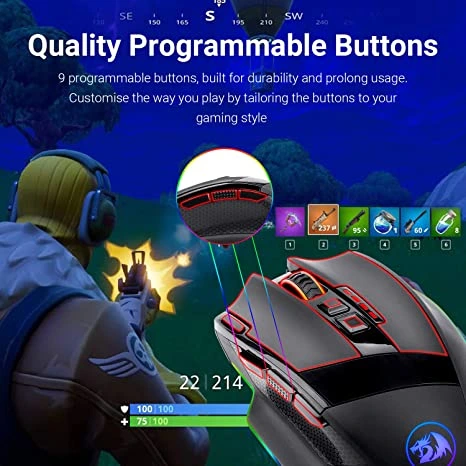 SE 150 165 S 195 210 SW 240
Quality Programmable Buttons
9 programmable buttons, built for durability and prolong usage.
Customise the way you play by tailoring the buttons to your
gaming style
237 95 1 60 8
1 2 3 4 5 6
22 | 214
100 | 100
+ 75 | 100